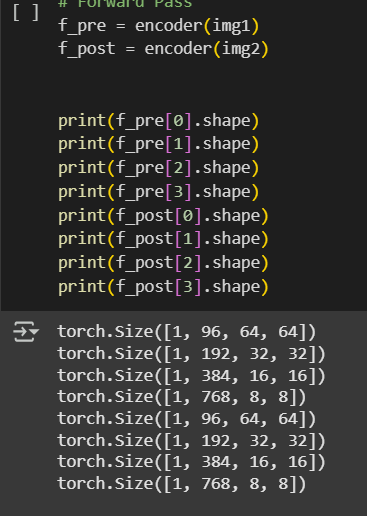 [ ] # Forward Pass
f_pre = encoder(img1)
f_post = encoder(img2)
print(f_pre[0].shape)
print(f_pre[1].shape)
print(f_pre[2].shape)
print(f_pre[3].shape)
print(f_post[0].shape)
print(f_post[1].shape)
print(f_post[2].shape)
print(f_post[3].shape)
torch.Size([1, 96, 64, 64])
torch.Size([1, 192, 32, 32])
torch.Size([1, 384, 16, 16])
torch.Size([1, 768, 8, 8])
torch.Size([1, 96, 64, 64])
torch.Size([1, 192, 32, 32])
torch.Size([1, 384, 16, 16])
torch.Size([1, 768, 8, 8])